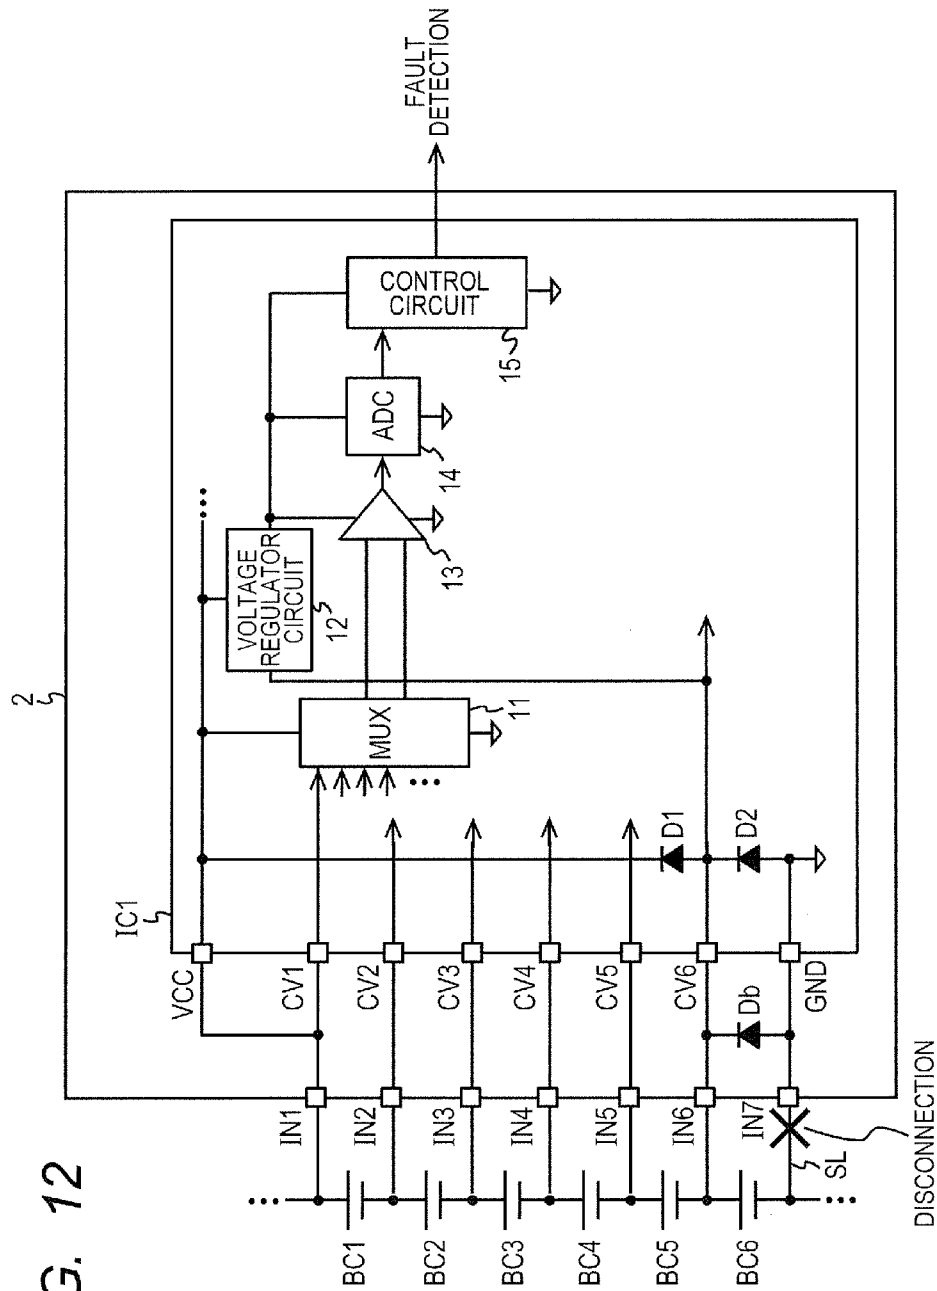 G. 12
2
IC1
VCC
CV1
CV2
CV3
CV4
CV5
CV6
GND
IN1
IN2
IN3
IN4
IN5
IN6
IN7
BC1
BC2
BC3
BC4
BC5
BC6
SL
DISCONNECTION
Db
D1
D2
MUX
11
VOLTAGE
REGULATOR
CIRCUIT
12
13
ADC
14
CONTROL
CIRCUIT
15
FAULT
DETECTION